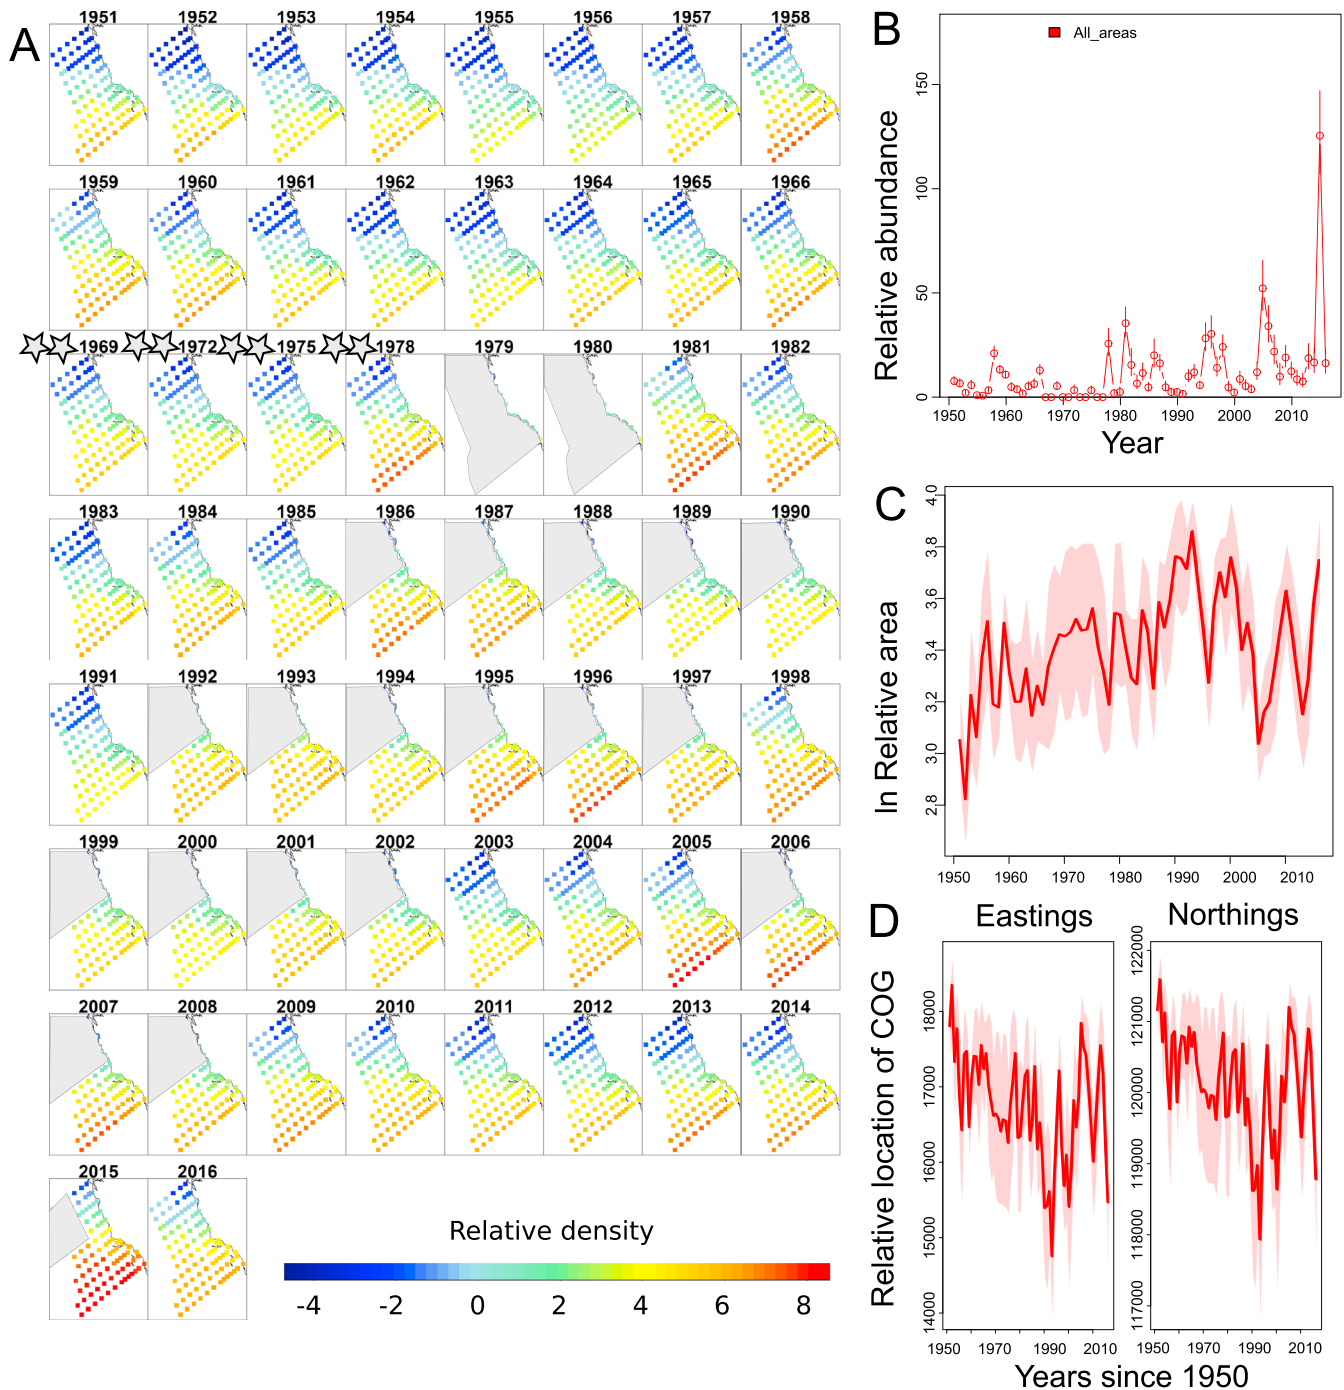 A
1951 1952 1953 1954 1955 1956 1957 1958
1959 1960 1961 1962 1963 1964 1965 1966
1969 1972 1975 1978 1979 1980 1981 1982
1983 1984 1985 1986 1987 1988 1989 1990
1991 1992 1993 1994 1995 1996 1997 1998
1999 2000 2001 2002 2003 2004 2005 2006
2007 2008 2009 2010 2011 2012 2013 2014
2015 2016
Relative density
-4 -2 0 2 4 6 8
B
All_areas
Relative abundance
150
100
50
0
1950 1960 1970 1980 1990 2000 2010
Year
C
ln Relative area
4.0
3.8
3.6
3.4
3.2
3.0
2.8
1950 1960 1970 1980 1990 2000 2010
D
Eastings Northings
Relative location of COG
18000
17000
16000
15000
14000
1950 1970 1990 2010
122000
121000
120000
119000
118000
117000
1950 1970 1990 2010
Years since 1950